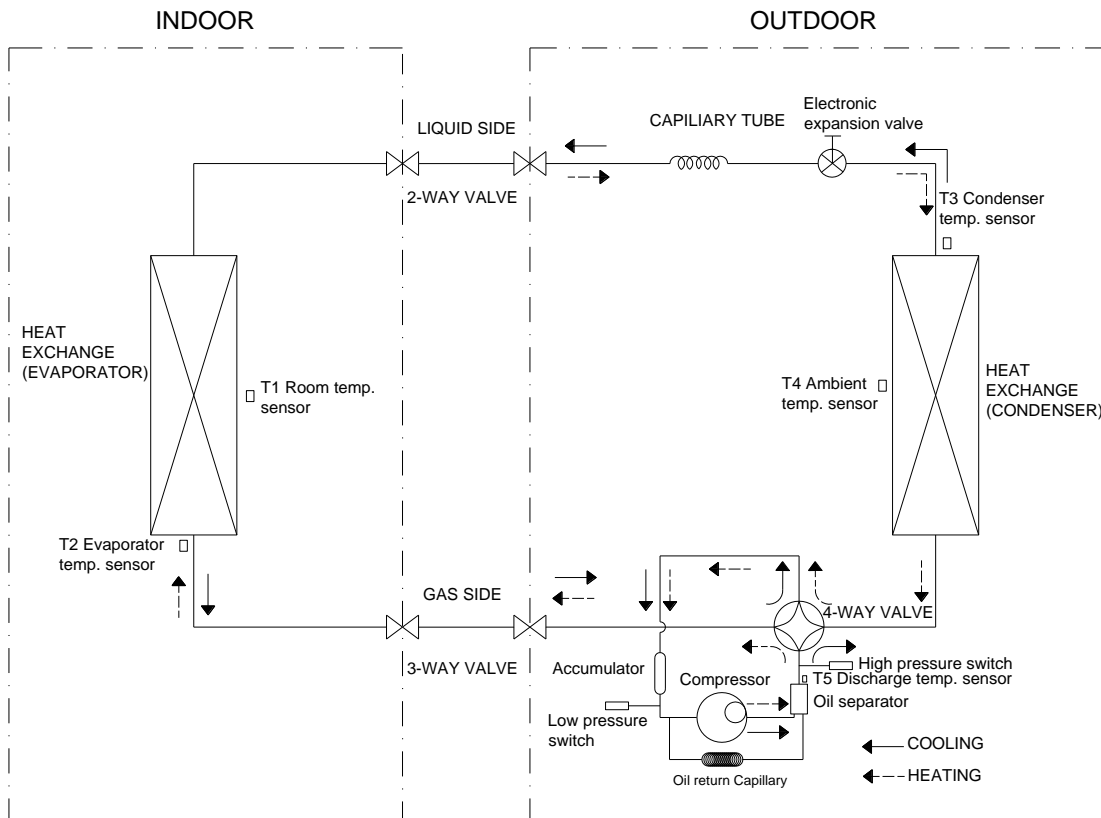 INDOOR
OUTDOOR
Electronic
expansion valve
LIQUID SIDE
CAPILIARY TUBE
2-WAY VALVE
T3 Condenser
temp. sensor
HEAT
EXCHANGE
(EVAPORATOR)
T1 Room temp.
sensor
T4 Ambient
temp. sensor
HEAT
EXCHANGE
(CONDENSER)
T2 Evaporator
temp. sensor
GAS SIDE
3-WAY VALVE
4-WAY VALVE
Accumulator
Compressor
High pressure switch
T5 Discharge temp. sensor
Oil separator
Low pressure
switch
Oil return Capillary
COOLING
HEATING